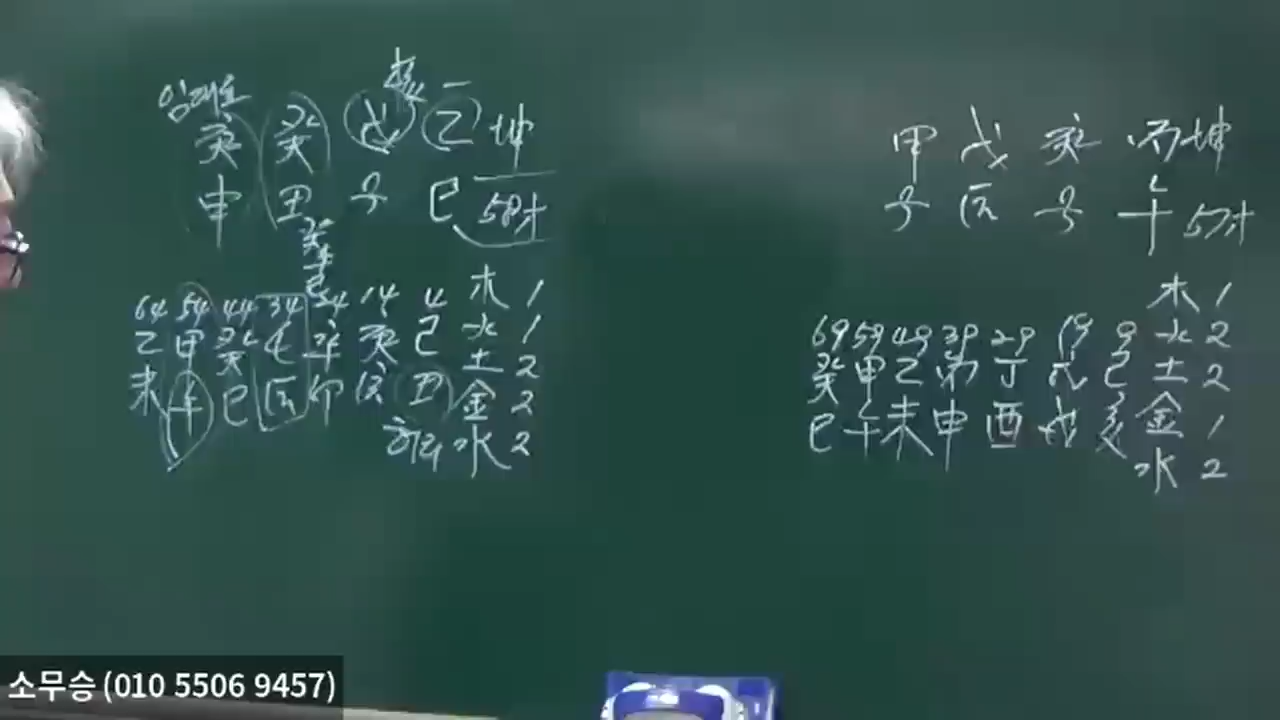 庚 癸 戊 乙 坤
申 丑 子 巳 58才
64 54 44 34 24 14 4
乙 甲 癸 壬 辛 庚 己
未 午 巳 辰 卯 寅 丑
木 1
火 1
土 2
金 2
水 2
甲 戊 庚 丙 坤
子 辰 子 午 57才
69 59 49 39 29 19 9
癸 甲 乙 丙 丁 戊 己
巳 午 未 申 酉 戌 亥
木 1
火 2
土 2
金 1
水 2
소무승 (010 5506 9457)